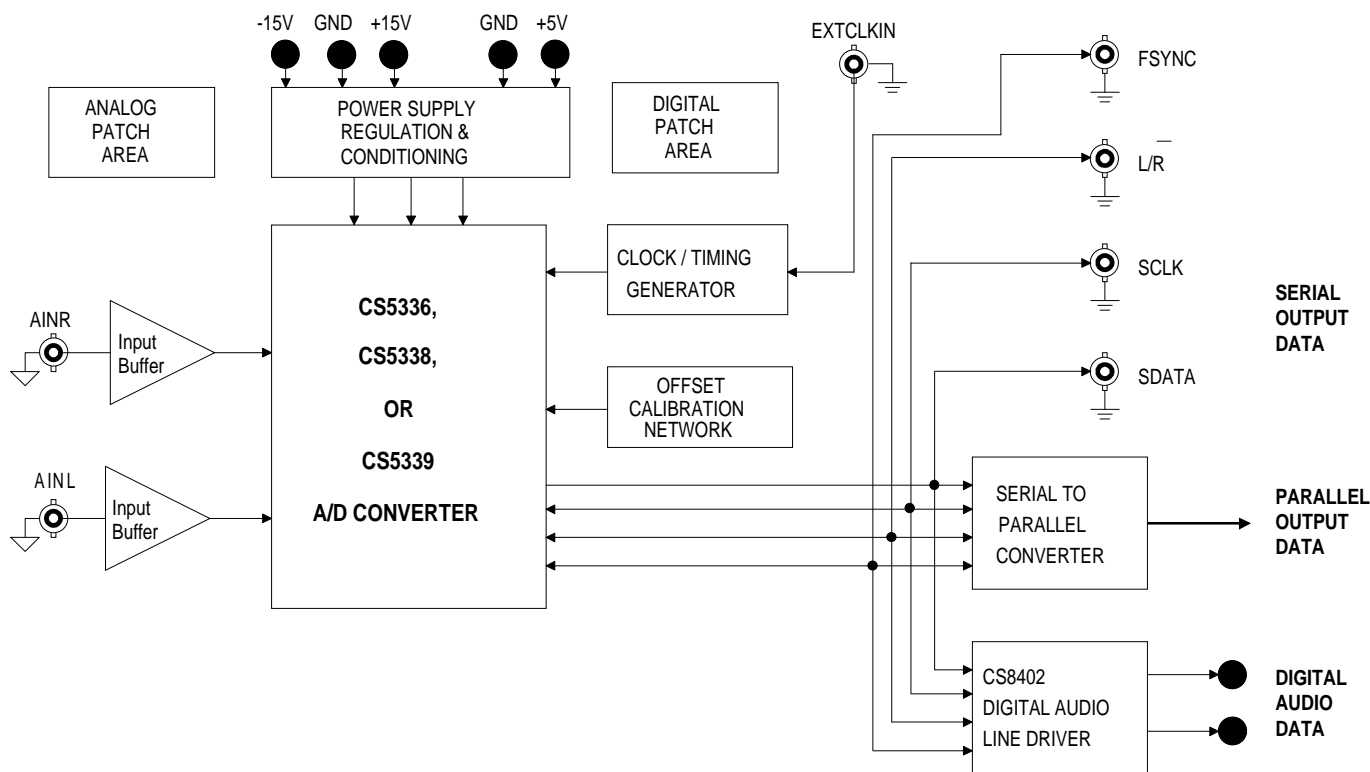 -15V GND +15V GND +5V
EXTCLKIN
FSYNC
ANALOG
PATCH
AREA
POWER SUPPLY
REGULATION &
CONDITIONING
DIGITAL
PATCH
AREA
L/R̅
CLOCK / TIMING
GENERATOR
SCLK
SERIAL
OUTPUT
DATA
AINR
Input
Buffer
CS5336,
CS5338,
OR
CS5339
A/D CONVERTER
OFFSET
CALIBRATION
NETWORK
SDATA
AINL
Input
Buffer
SERIAL TO
PARALLEL
CONVERTER
PARALLEL
OUTPUT
DATA
CS8402
DIGITAL AUDIO
LINE DRIVER
DIGITAL
AUDIO
DATA